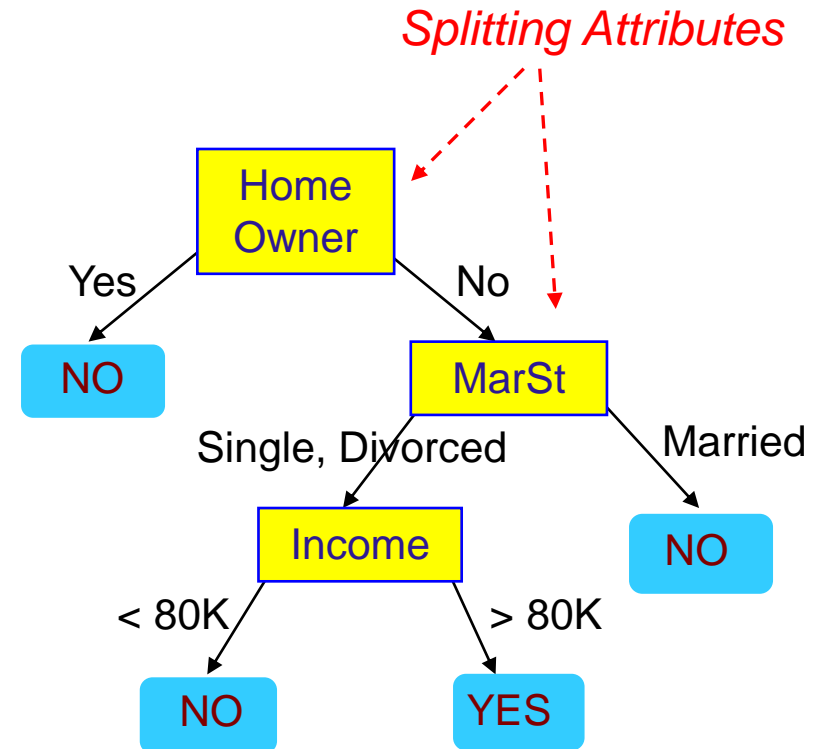 Splitting Attributes
Home
Owner
Yes
No
NO
MarSt
Single, Divorced
Married
Income
NO
< 80K
> 80K
NO
YES